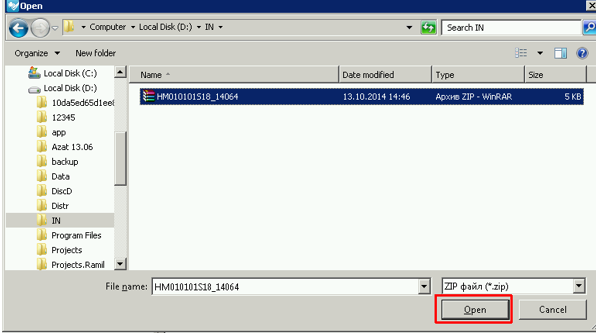 Open
Computer ▸ Local Disk (D:) ▸ IN ▸
Search IN
Organize
New folder
Local Disk (C:)
Local Disk (D:)
10da5ed65d1ee8
12345
app
Azat 13.06
backup
Data
DiscD
Distr
IN
Program Files
Projects
Projects.Ramil
Name
Date modified
Type
Size
HM010101S18_14064
13.10.2014 14:46
Архив ZIP - WinRAR
5 KB
File name:
HM010101S18_14064
ZIP файл (*.zip)
Open
Cancel